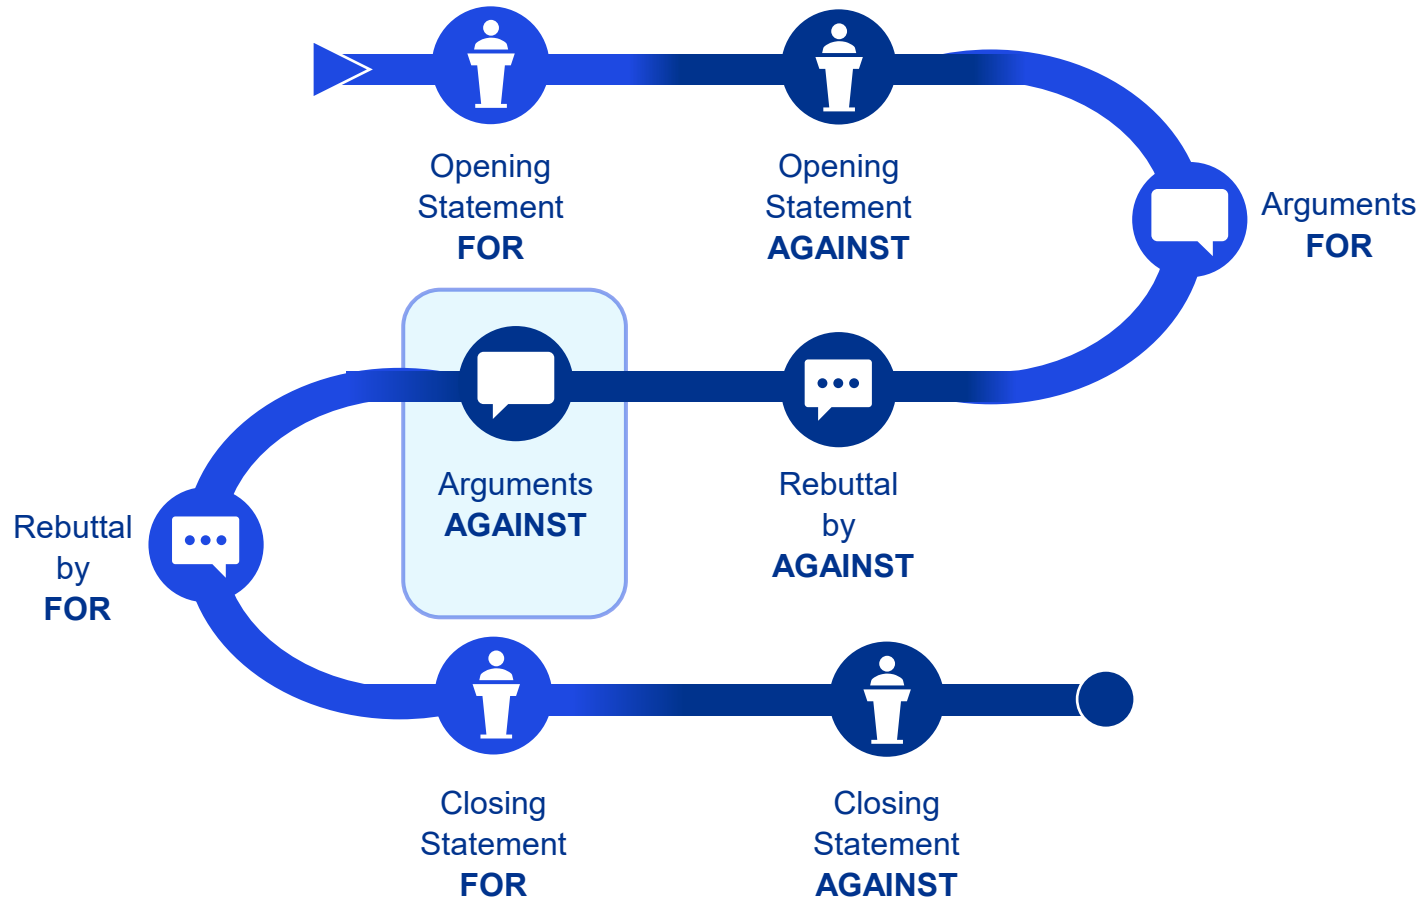 Opening
Statement
FOR
Opening
Statement
AGAINST
Arguments
FOR
Rebuttal
by
AGAINST
Arguments
AGAINST
Rebuttal
by
FOR
Closing
Statement
FOR
Closing
Statement
AGAINST